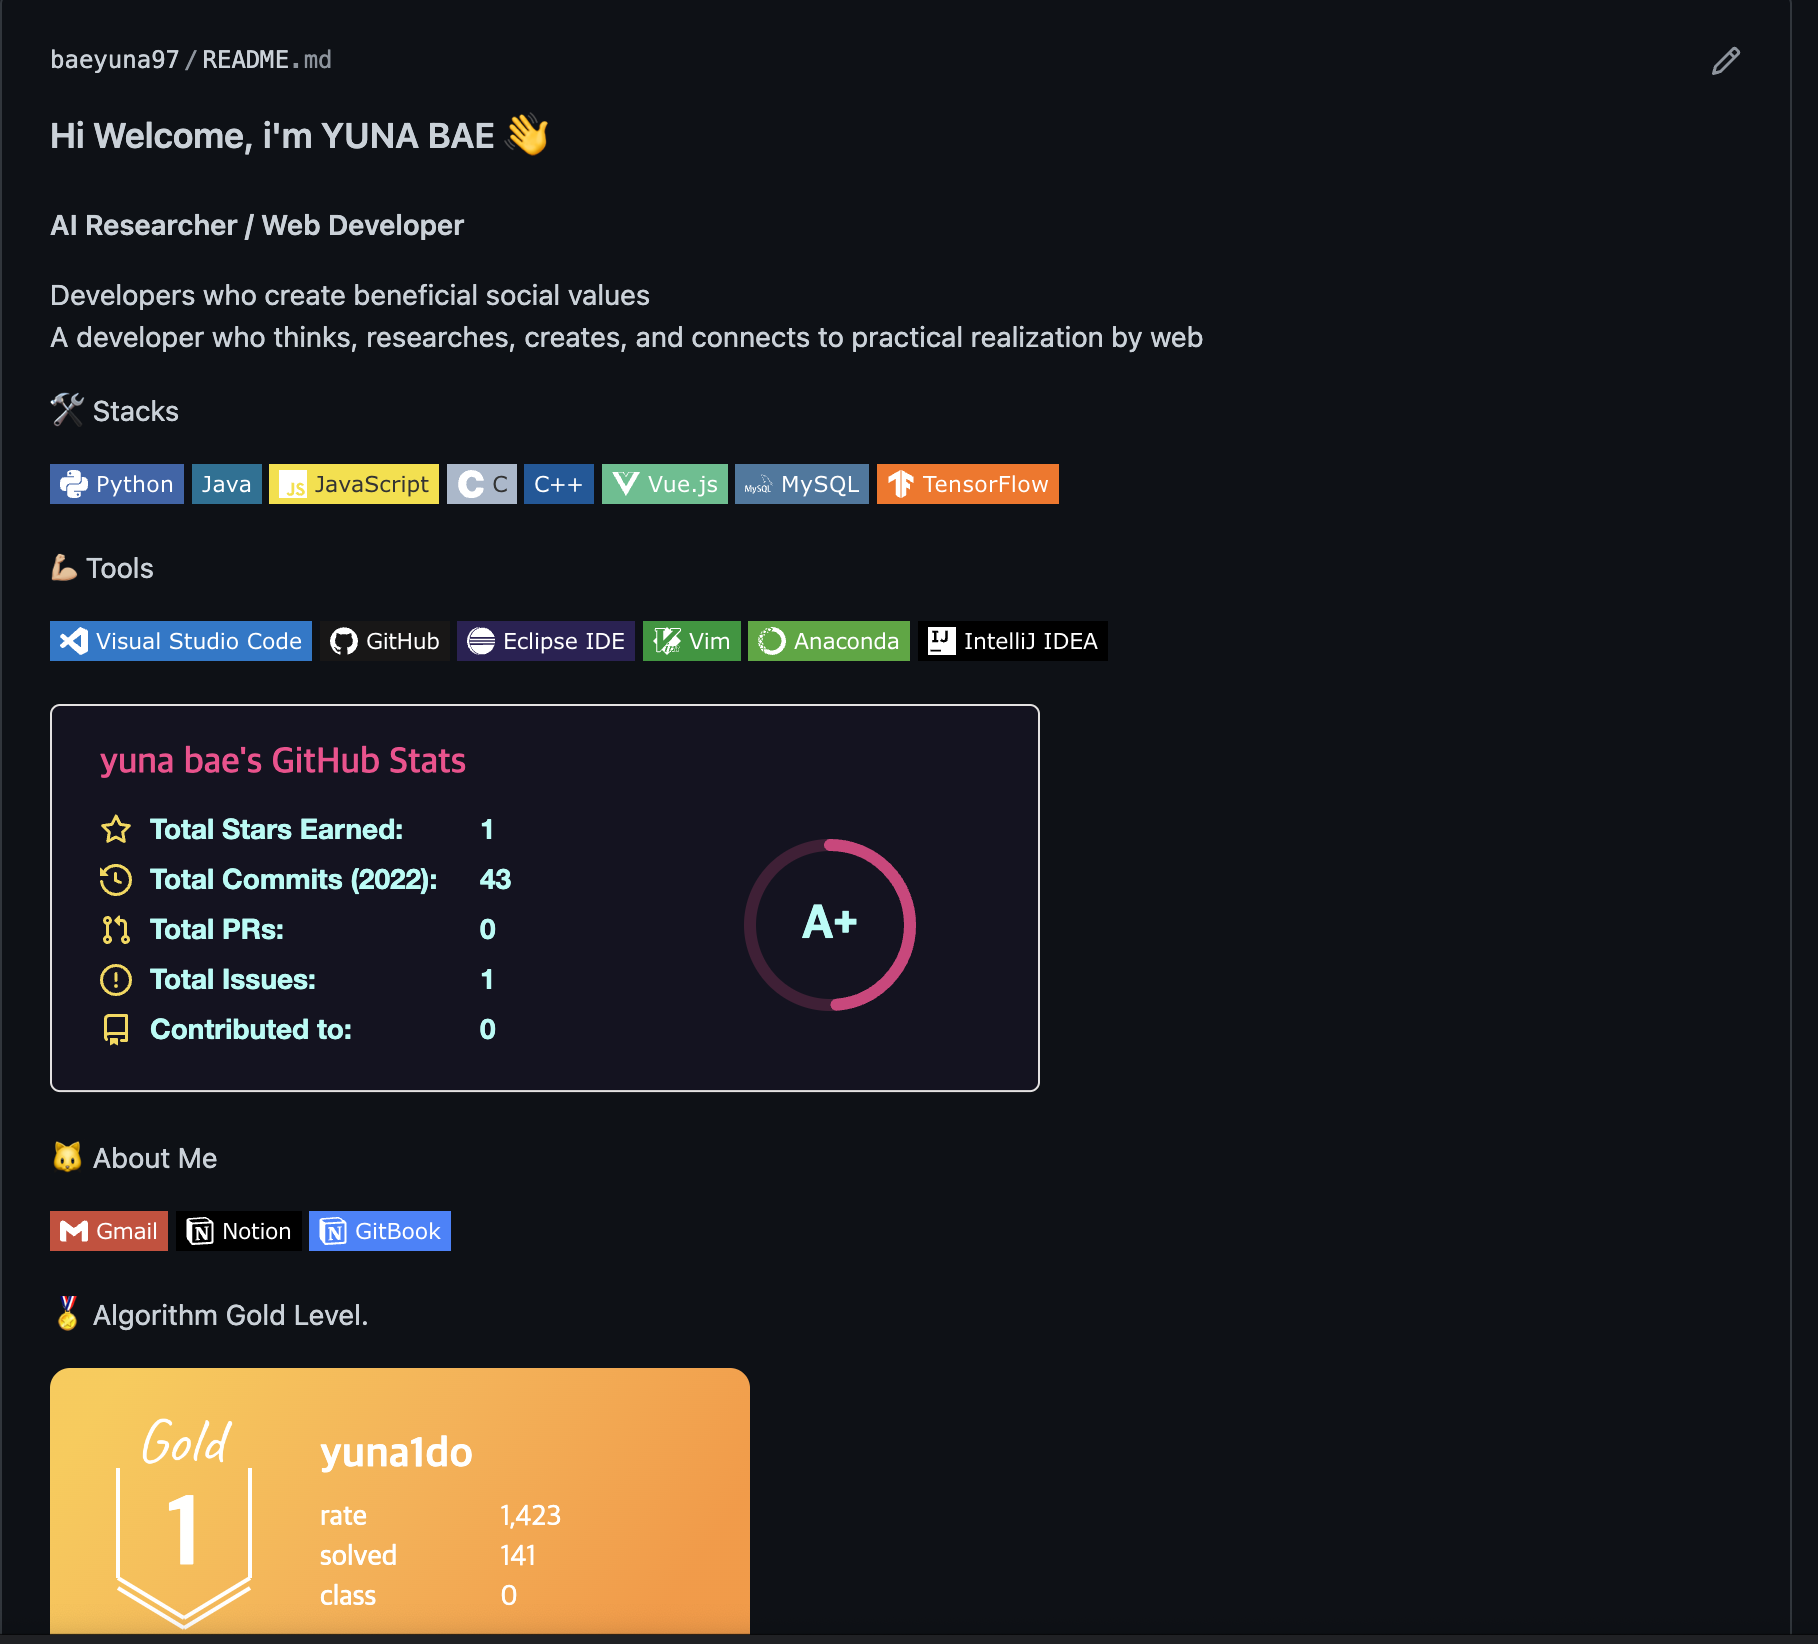 baeyuna97/README.md
Hi Welcome, i'm YUNA BAE 👋
AI Researcher / Web Developer
Developers who create beneficial social values
A developer who thinks, researches, creates, and connects to practical realization by web
🛠 Stacks
Python Java JS JavaScript C C C++ Vue.js MySQL MySQL TensorFlow
💪🏼 Tools
Visual Studio Code GitHub Eclipse IDE Vim Anaconda IJ IntelliJ IDEA
yuna bae's GitHub Stats
Total Stars Earned: 1
Total Commits (2022): 43
Total PRs: 0
Total Issues: 1
Contributed to: 0
A+
🐱 About Me
Gmail N Notion N GitBook
🏅 Algorithm Gold Level.
Gold
1
yuna1do
rate 1,423
solved 141
class 0